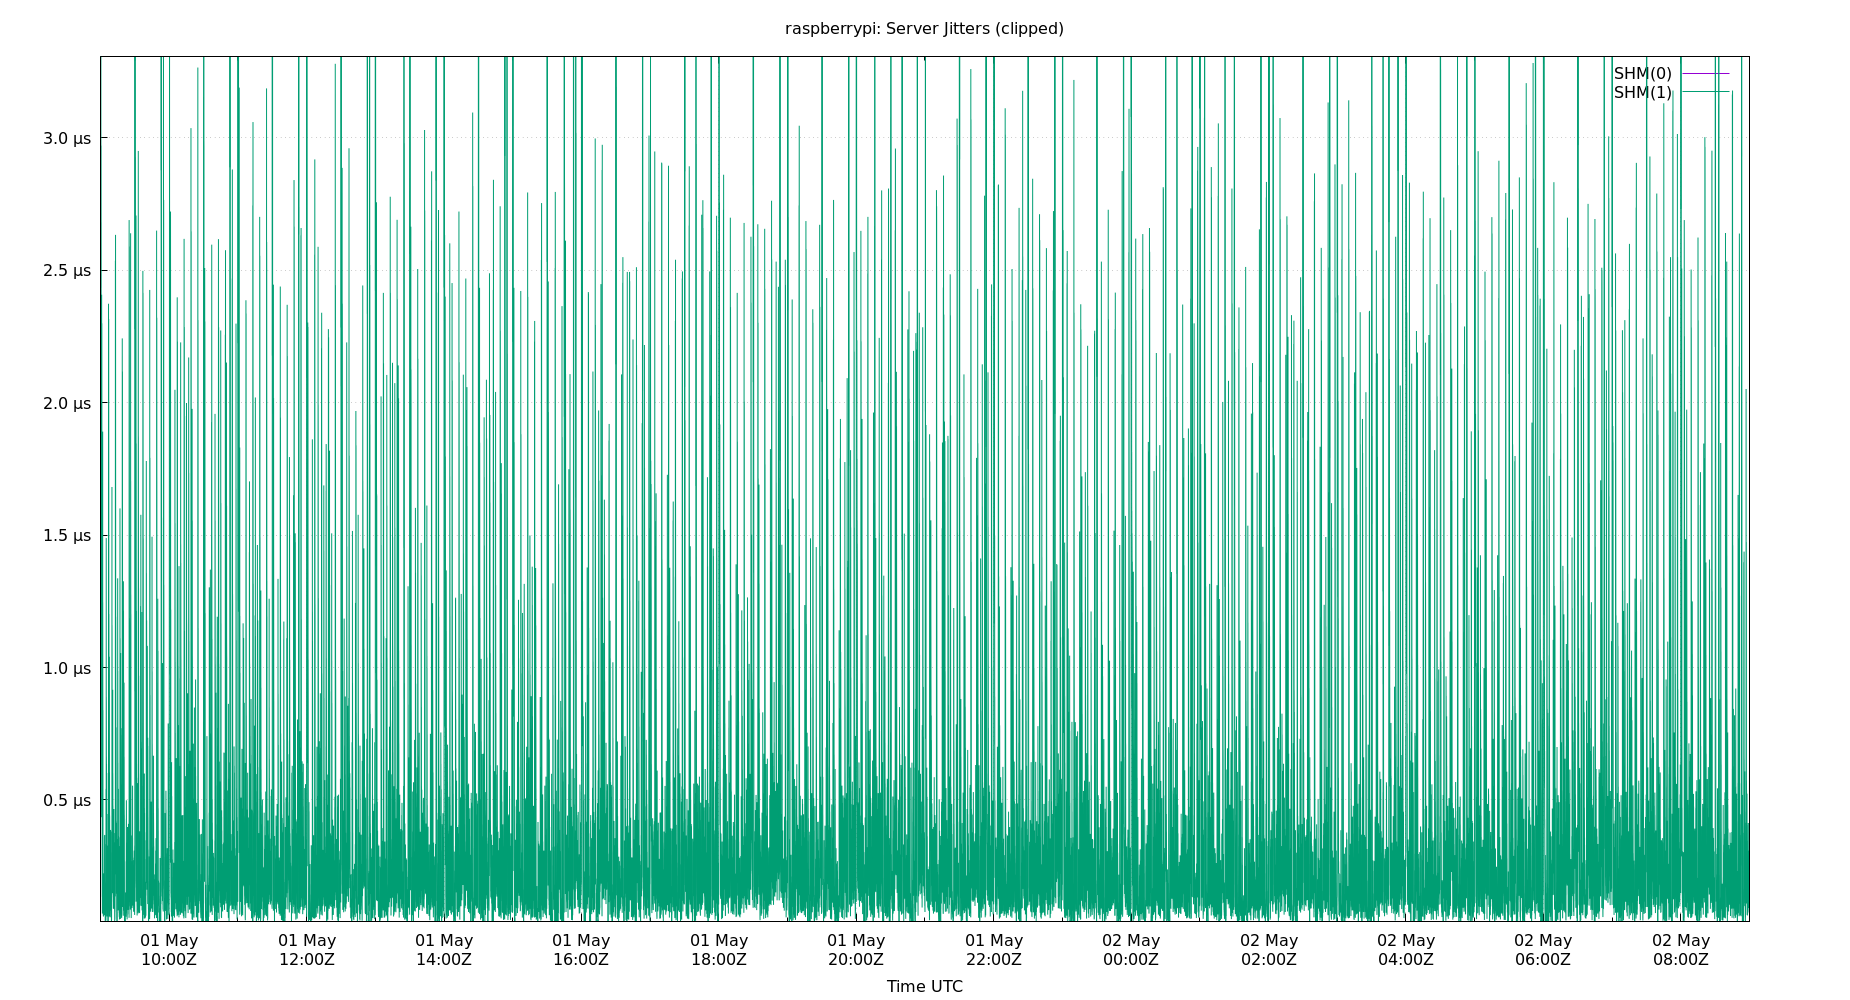 raspberrypi: Server Jitters (clipped)
SHM(0)
SHM(1)
3.0 µs
2.5 µs
2.0 µs
1.5 µs
1.0 µs
0.5 µs
01 May 01 May 01 May 01 May 01 May 01 May 01 May 02 May 02 May 02 May 02 May 02 May
10:00Z 12:00Z 14:00Z 16:00Z 18:00Z 20:00Z 22:00Z 00:00Z 02:00Z 04:00Z 06:00Z 08:00Z
Time UTC